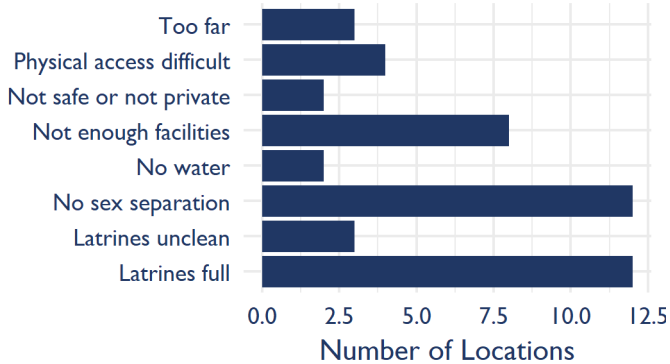 Too far
Physical access difficult
Not safe or not private
Not enough facilities
No water
No sex separation
Latrines unclean
Latrines full
0.0 2.5 5.0 7.5 10.0 12.5
Number of Locations